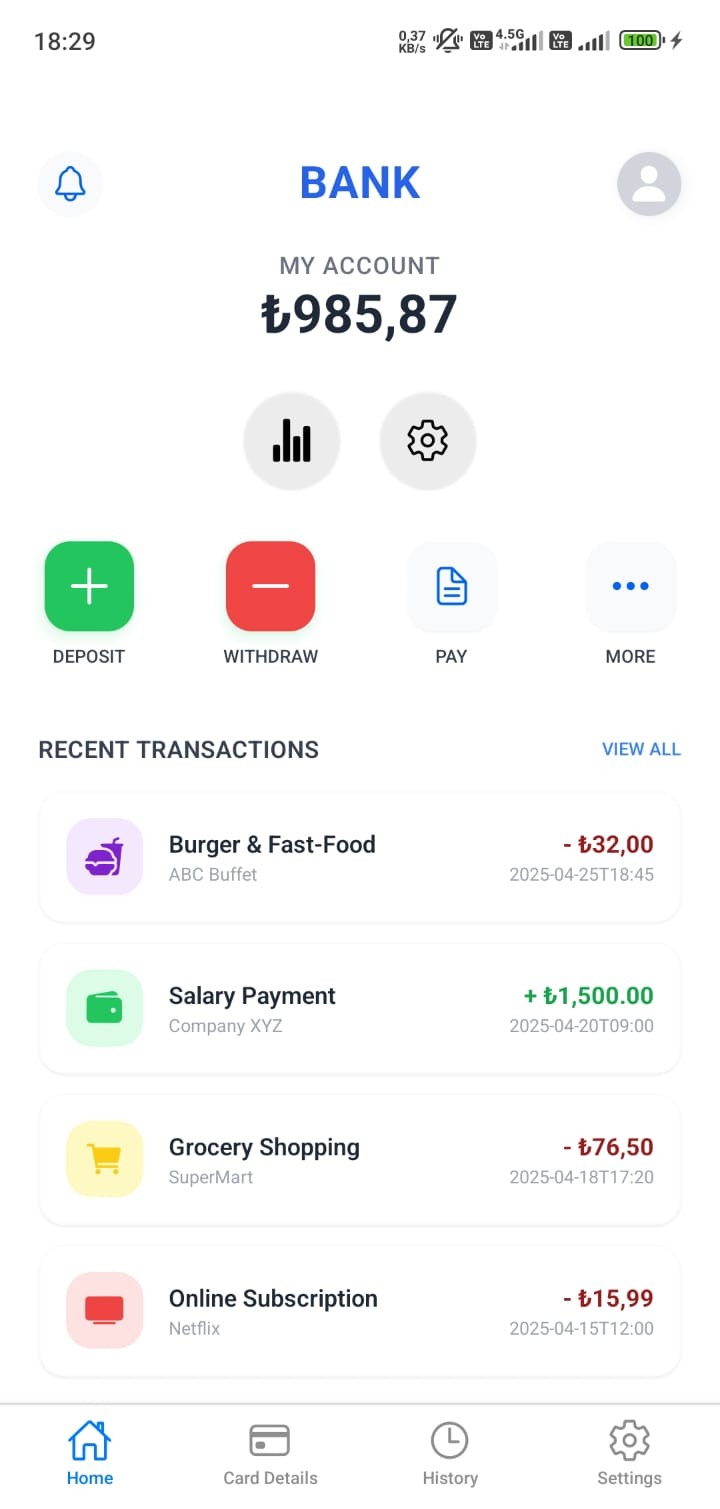 18:29
0,37 KB/s Vo LTE 4.5G Vo LTE 100
BANK
MY ACCOUNT
₺985,87
DEPOSIT WITHDRAW PAY MORE
RECENT TRANSACTIONS VIEW ALL
Burger & Fast-Food - ₺32,00
ABC Buffet 2025-04-25T18:45
Salary Payment + ₺1,500.00
Company XYZ 2025-04-20T09:00
Grocery Shopping - ₺76,50
SuperMart 2025-04-18T17:20
Online Subscription - ₺15,99
Netflix 2025-04-15T12:00
Home Card Details History Settings